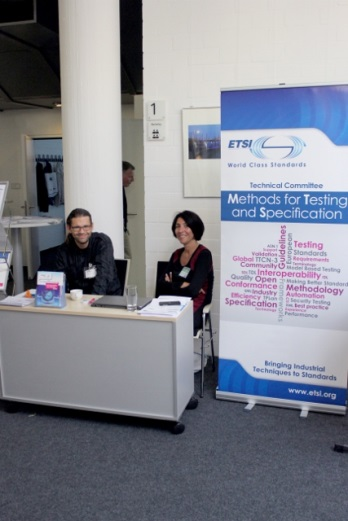 1
ETSI
World Class Standards
Technical Committee
Methods for Testing
and Specification
Guidelines
European
Testing
Validation
Standards
Global TTCN-3
Requirements
Community
Model Based Testing
Interoperability
Quality Open
Making Better Standards
Conformance
Methodology
on Industry
Automation
Efficiency
Security Testing
Specification
Best practice
Performance
Bringing Industrial
Techniques to Standards
www.etsi.org